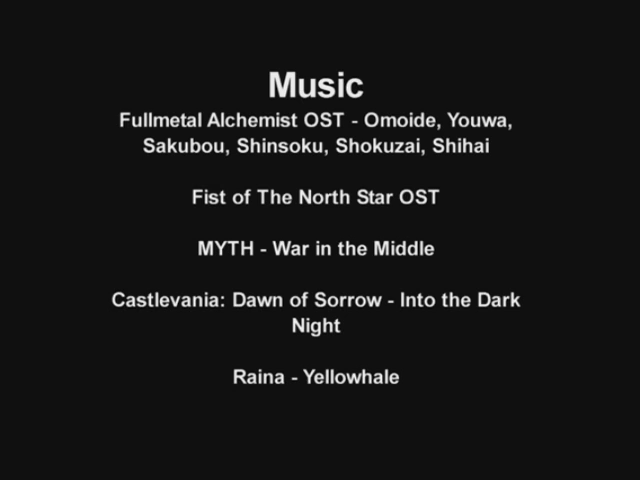 Music
Fullmetal Alchemist OST - Omoide, Youwa,
Sakubou, Shinsoku, Shokuzai, Shihai
Fist of The North Star OST
MYTH - War in the Middle
Castlevania: Dawn of Sorrow - Into the Dark
Night
Raina - Yellowhale